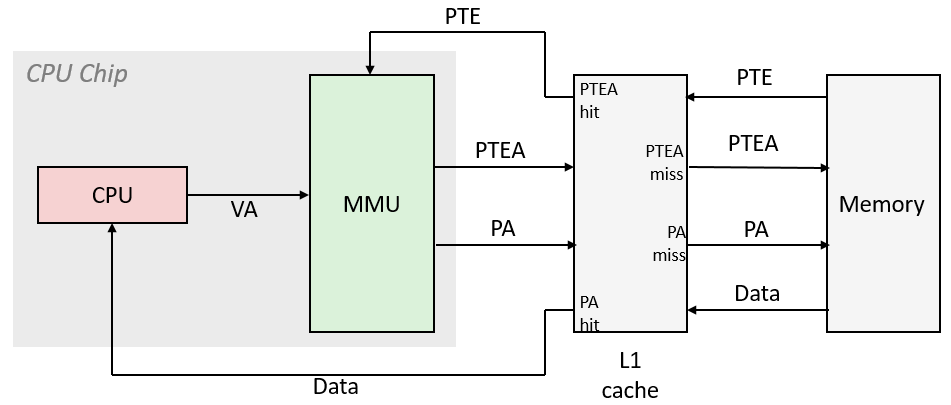 PTE
CPU Chip
PTEA
hit
PTE
PTEA
PTEA
miss
PTEA
CPU
VA
MMU
Memory
PA
PA
miss
PA
PA
hit
Data
Data
L1
cache